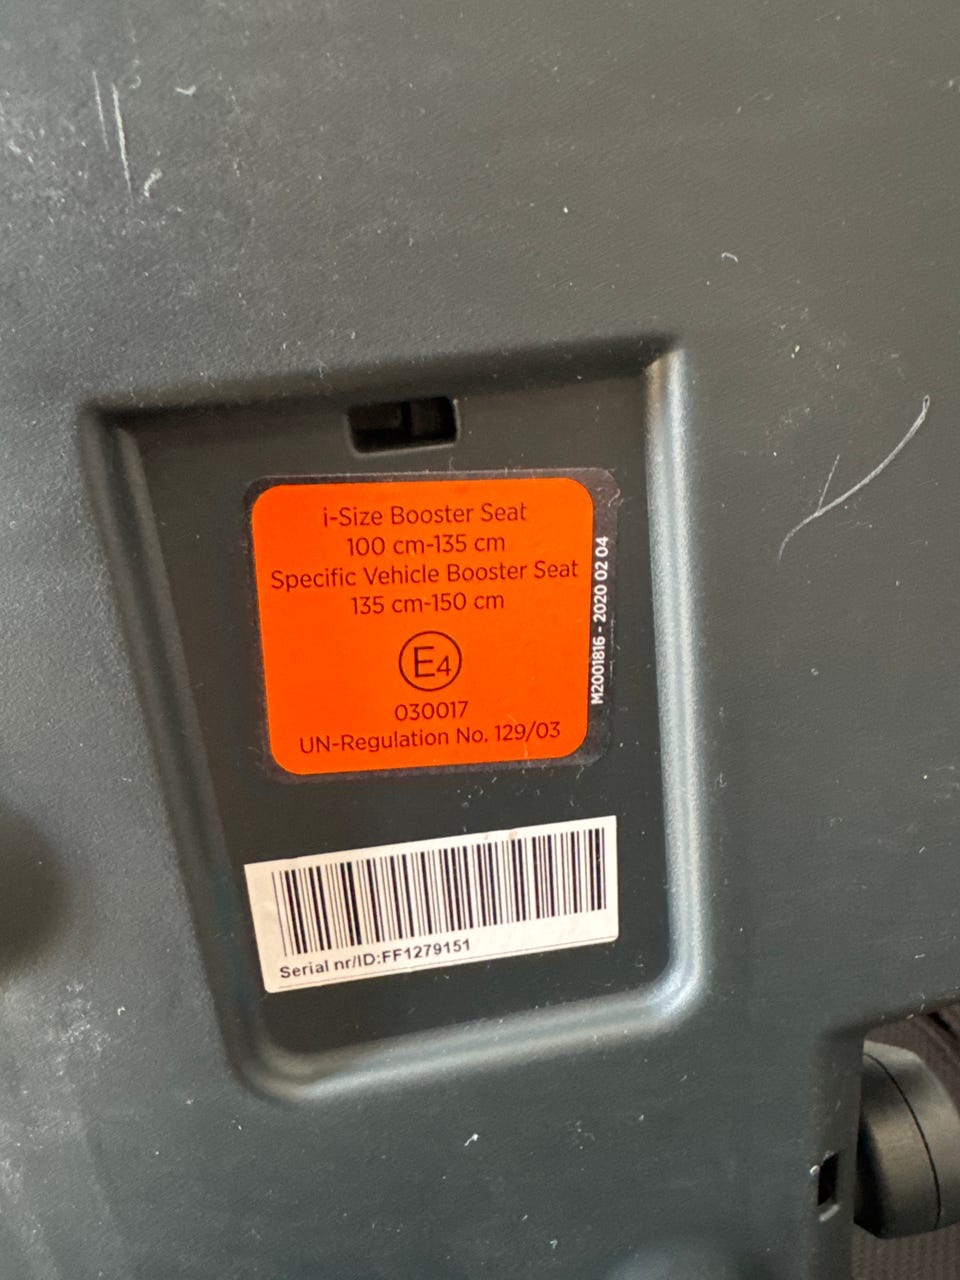 i-Size Booster Seat
100 cm-135 cm
Specific Vehicle Booster Seat
135 cm-150 cm
E4
030017
UN-Regulation No. 129/03
M2001816 - 2020 02 04
Serial nr/ID:FF1279151